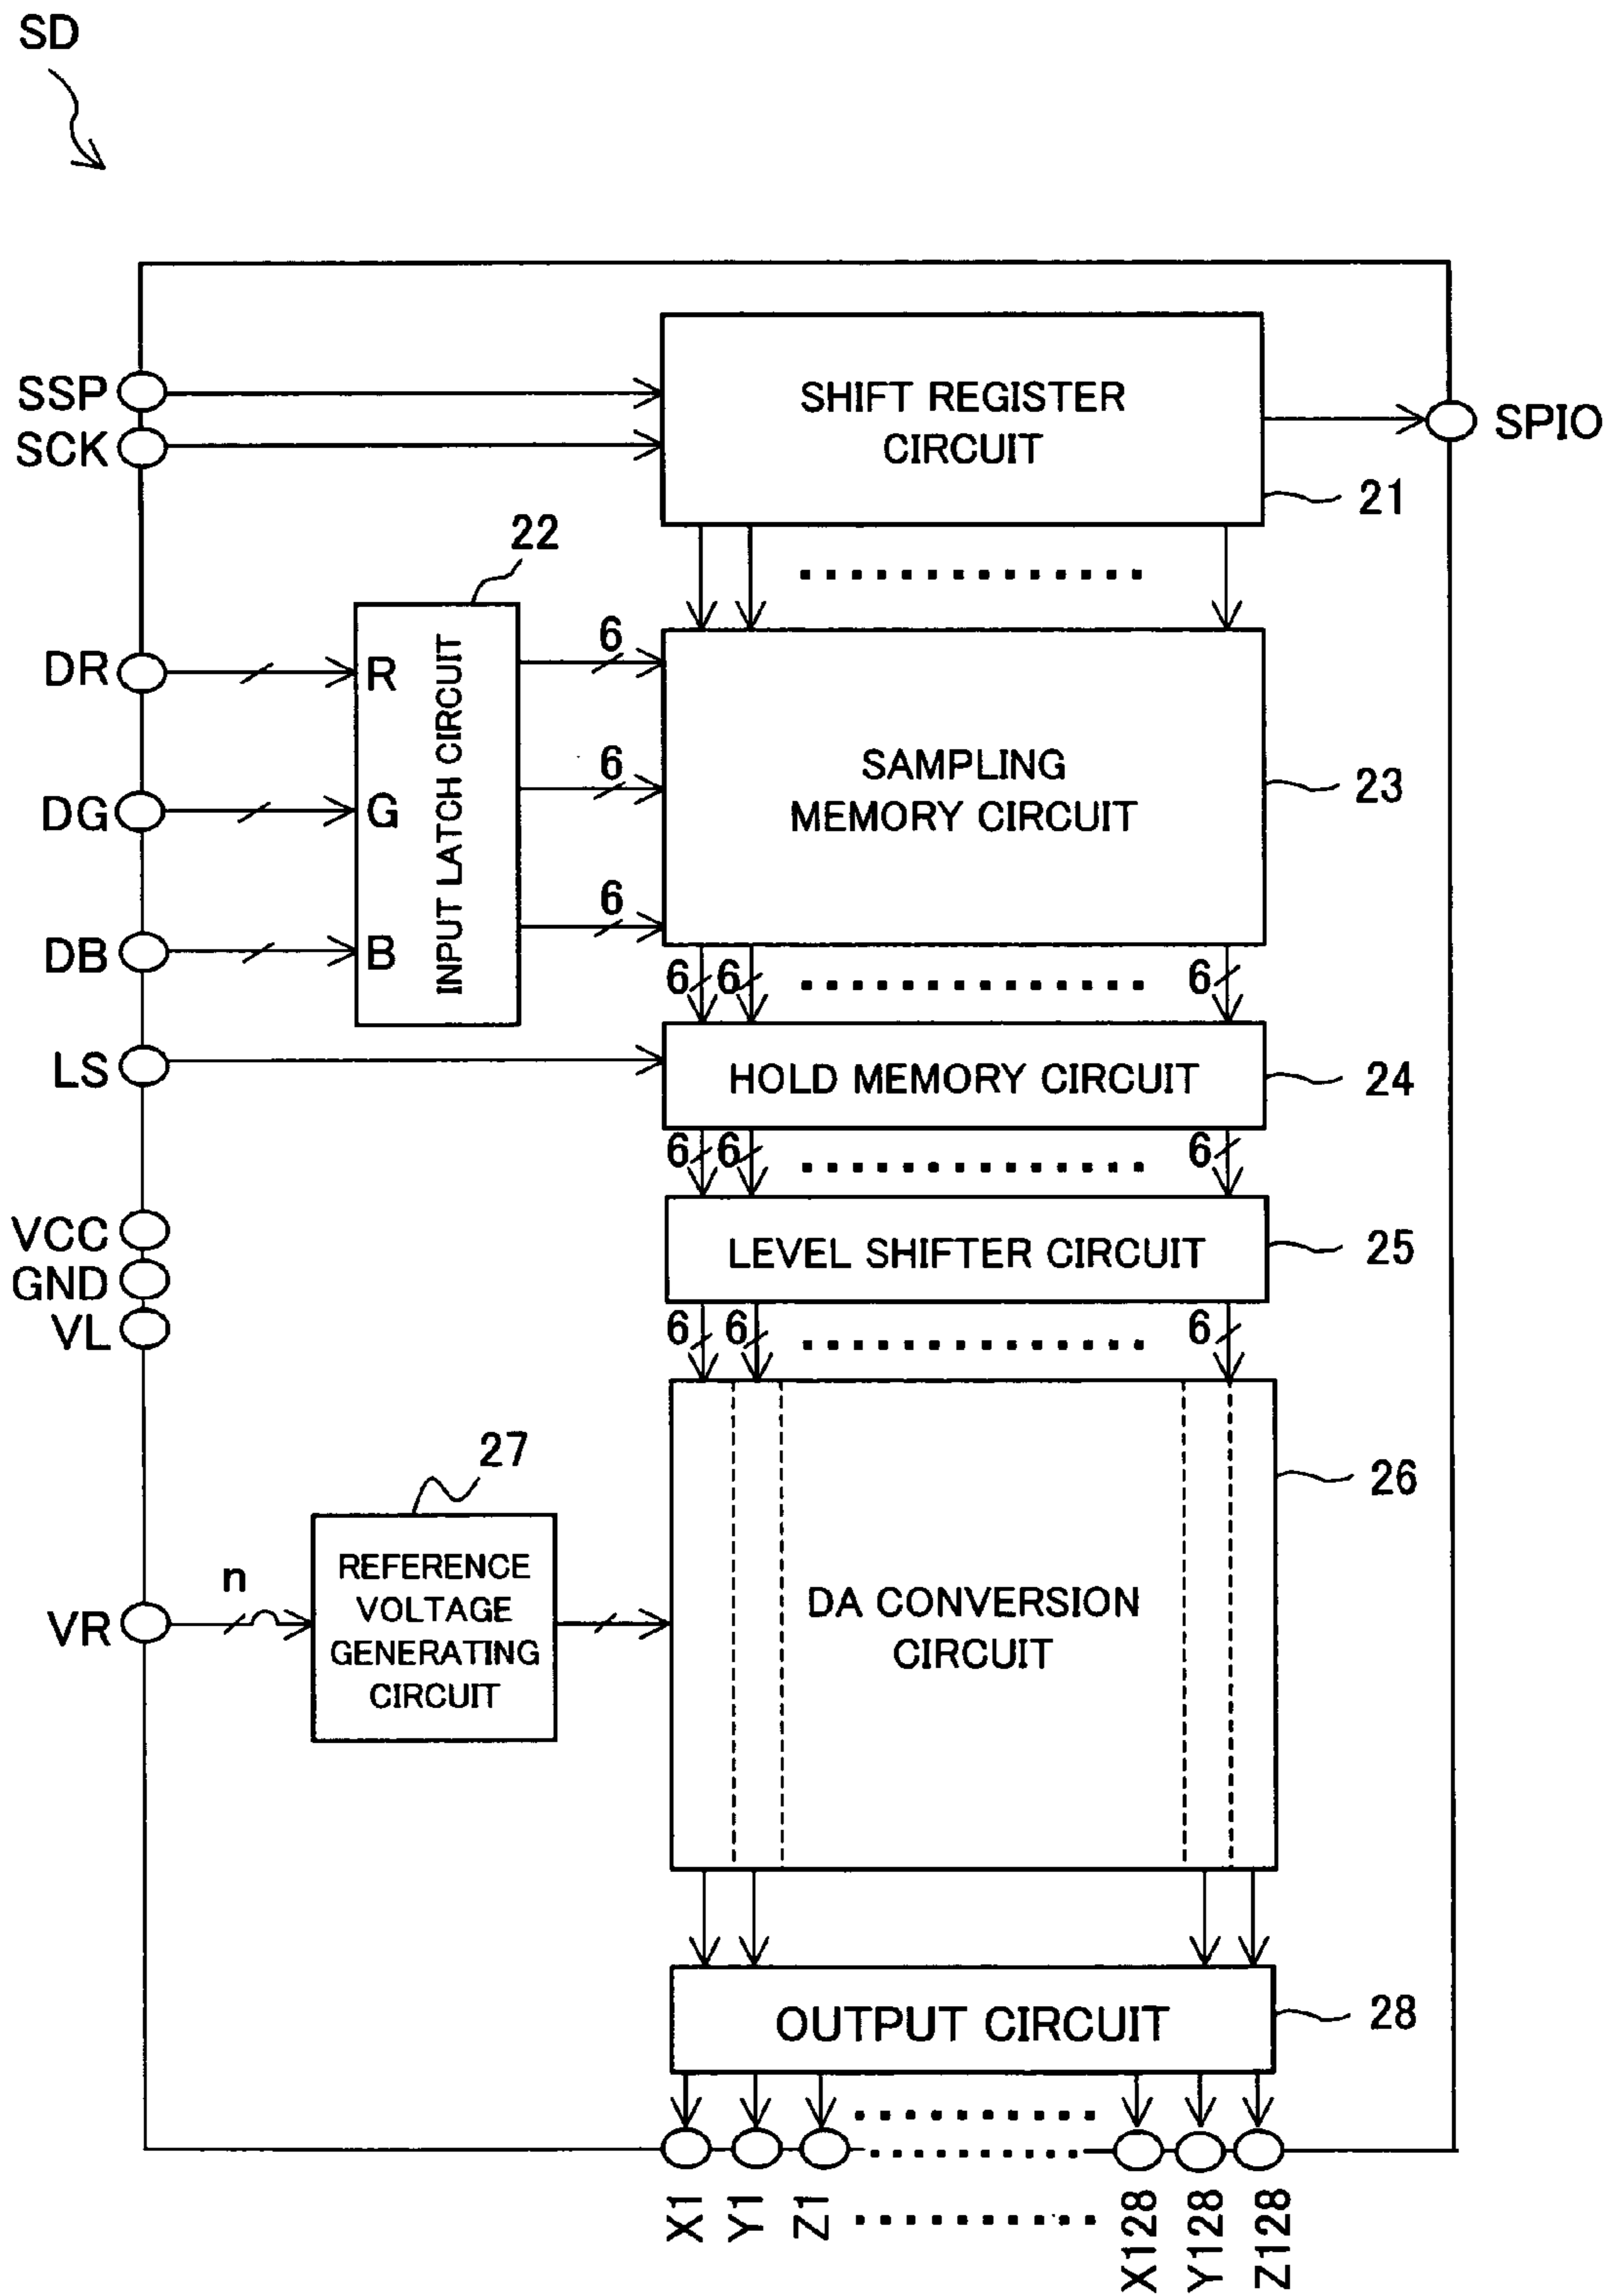 SD
SSP
SCK
SHIFT REGISTER
CIRCUIT
SPIO
21
22
DR
DG
DB
R
G
B
INPUT LATCH CIRCUIT
6
6
6
SAMPLING
MEMORY CIRCUIT
23
6 6 6
LS
HOLD MEMORY CIRCUIT
24
6 6 6
VCC
GND
VL
LEVEL SHIFTER CIRCUIT
25
6 6 6
27
VR
n
REFERENCE
VOLTAGE
GENERATING
CIRCUIT
DA CONVERSION
CIRCUIT
26
OUTPUT CIRCUIT
28
X1
Y1
Z1
X128
Y128
Z128